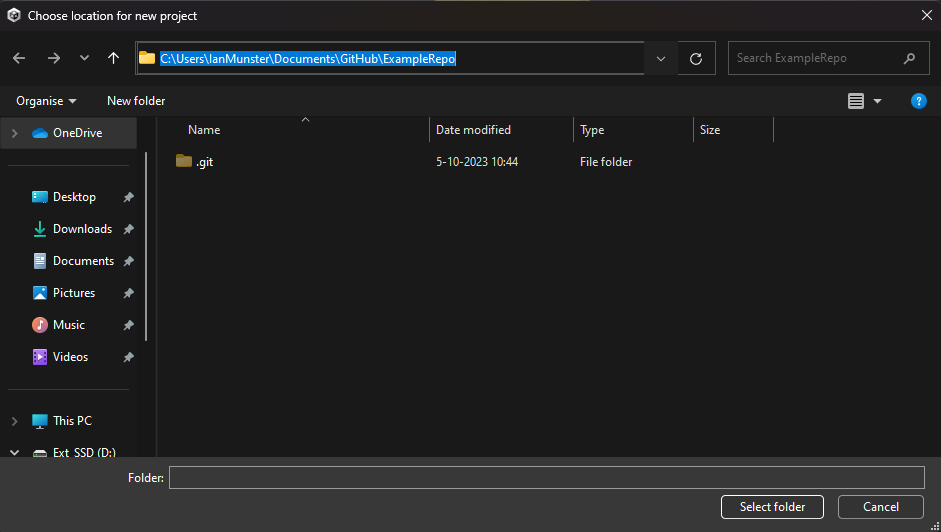 Choose location for new project
C:\Users\IanMunster\Documents\GitHub\ExampleRepo
Search ExampleRepo
Organise New folder
?
Name Date modified Type Size
.git 5-10-2023 10:44 File folder
OneDrive
Desktop
Downloads
Documents
Pictures
Music
Videos
This PC
Ext_SSD (D:)
Folder:
Select folder Cancel